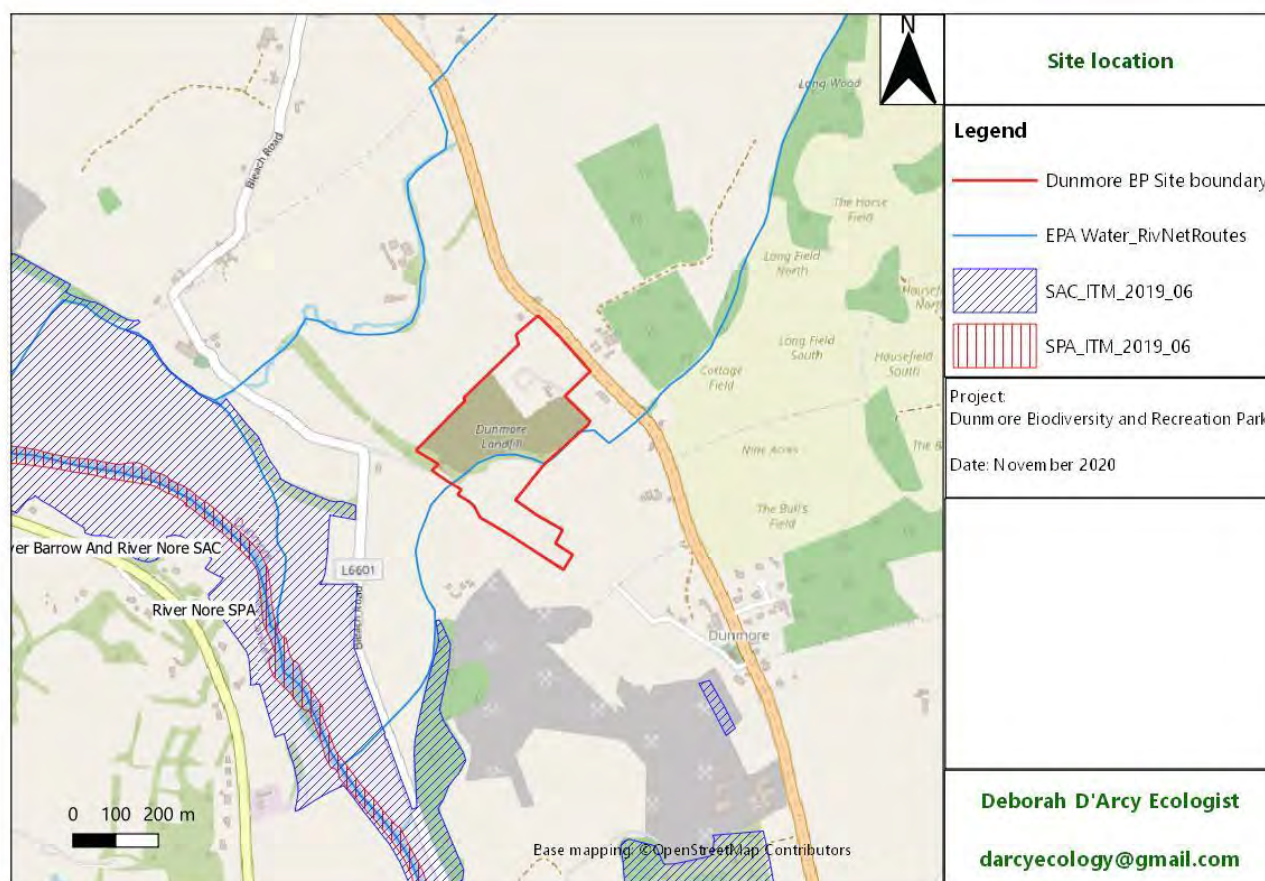 N
Site location
Legend
Dunmore BP Site boundary
EPA Water_RivNetRoutes
SAC_ITM_2019_06
SPA_ITM_2019_06
Project:
Dunmore Biodiversity and Recreation Park
Date: November 2020
Deborah D'Arcy Ecologist
darcyecology@gmail.com
Long Wood
Bleach Road
The Horse
Field
Long Field
North
Long Field
South
Housefield
South
Cottage
Field
Dunmore
Landfill
Nine Acres
The Bull's
Field
ver Barrow And River Nore SAC
L6601
River Nore SPA
Bleach Road
Dunmore
0 100 200 m
Base mapping: ©OpenStreetMap Contributors